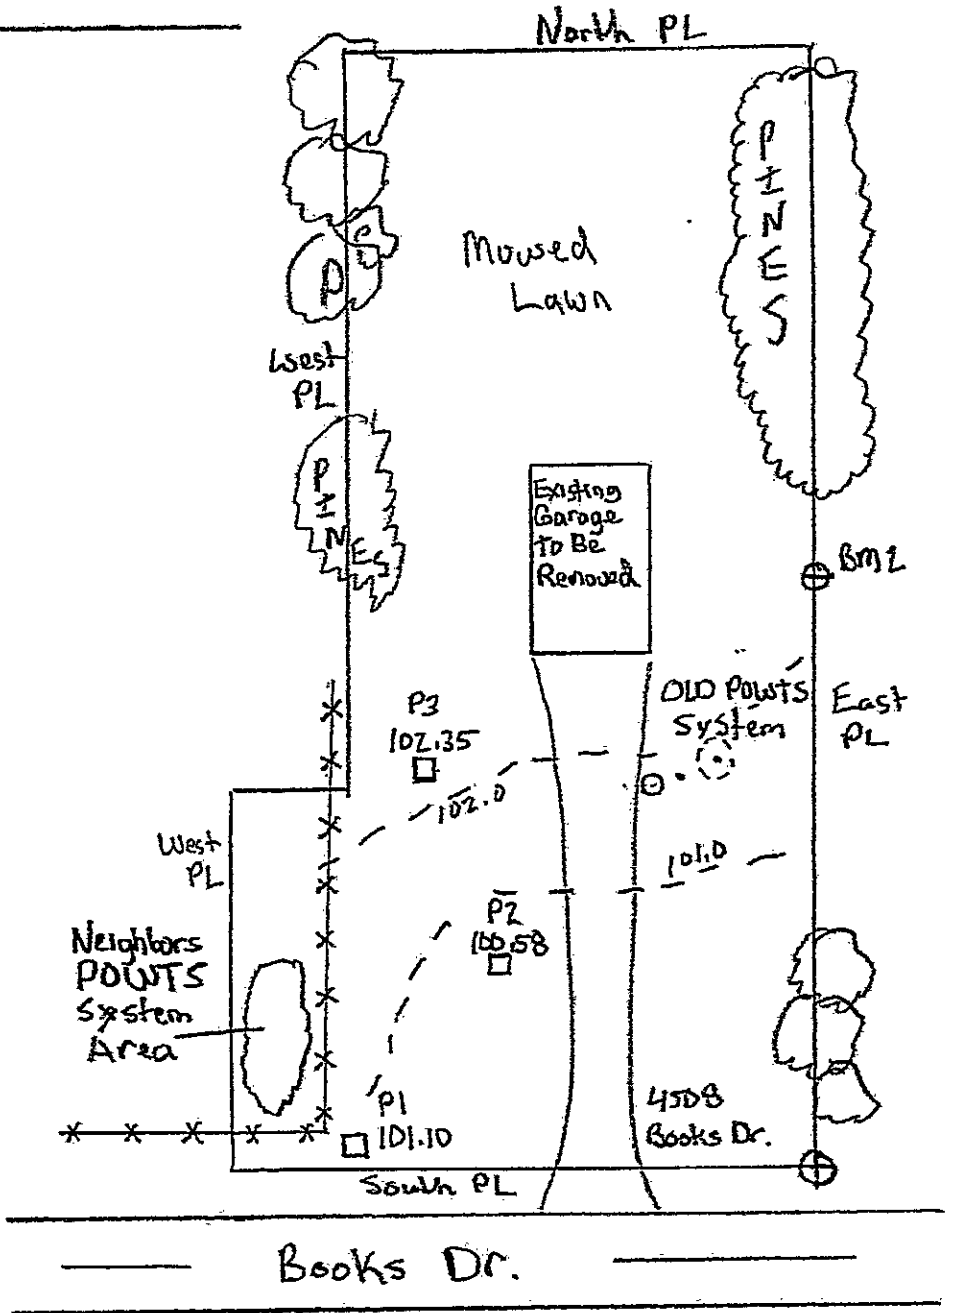 North PL
PINES
Mowed
Lawn
P
West
PL
PINES
Existing
Garage
to Be
Removed
BM2
OLD POWTS
System
East
PL
P3
102.35
102.0
101.0
West
PL
P2
100.58
Neighbors
POWTS
System
Area
P1
101.10
4508
Books Dr.
South PL
Books Dr.